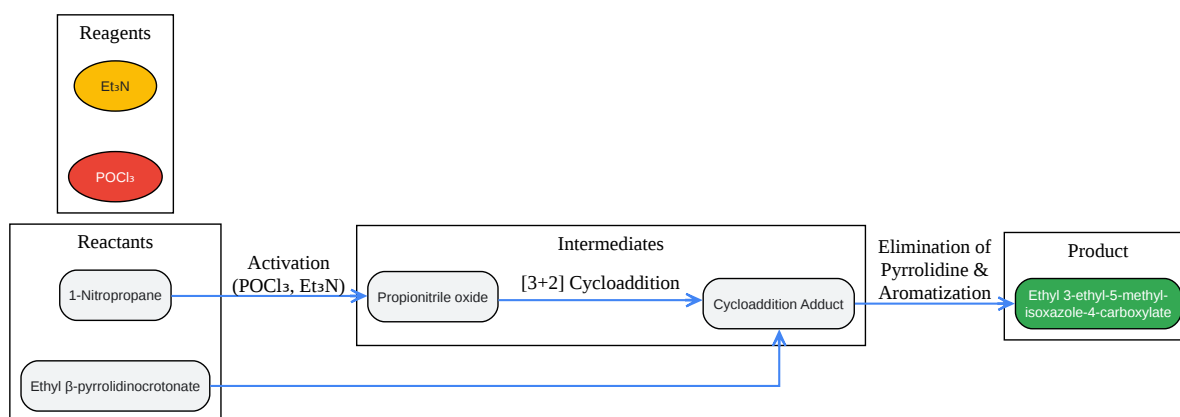 Reagents
Et₃N
POCl₃
Reactants
1-Nitropropane
Ethyl β-pyrrolidinocrotonate
Activation
(POCl₃, Et₃N)
Intermediates
Propionitrile oxide
[3+2] Cycloaddition
Cycloaddition Adduct
Elimination of
Pyrrolidine &
Aromatization
Product
Ethyl 3-ethyl-5-methyl-
isoxazole-4-carboxylate